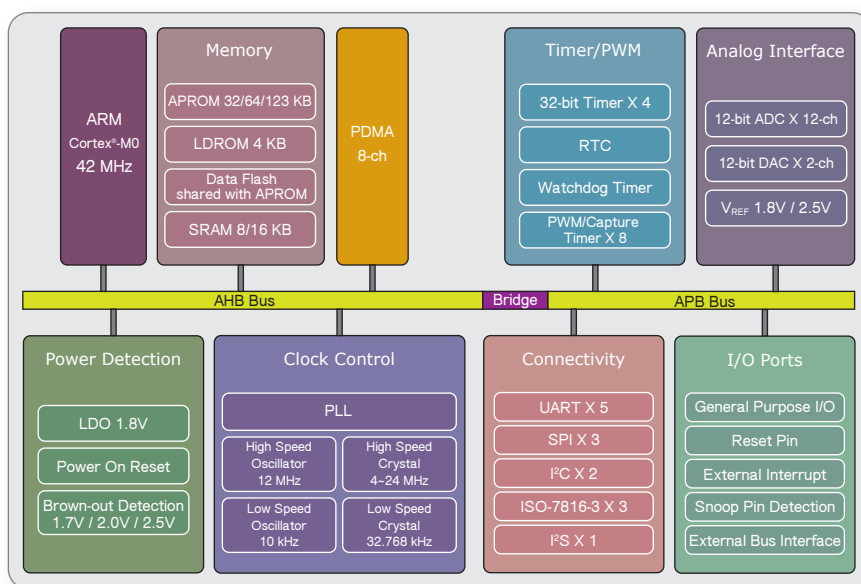 ARM
Cortex®-M0
42 MHz
Memory
APROM 32/64/123 KB
LDROM 4 KB
Data Flash
shared with APROM
SRAM 8/16 KB
PDMA
8-ch
Timer/PWM
32-bit Timer X 4
RTC
Watchdog Timer
PWM/Capture
Timer X 8
Analog Interface
12-bit ADC X 12-ch
12-bit DAC X 2-ch
VREF 1.8V / 2.5V
AHB Bus
Bridge
APB Bus
Power Detection
LDO 1.8V
Power On Reset
Brown-out Detection
1.7V / 2.0V / 2.5V
Clock Control
PLL
High Speed
Oscillator
12 MHz
High Speed
Crystal
4~24 MHz
Low Speed
Oscillator
10 kHz
Low Speed
Crystal
32.768 kHz
Connectivity
UART X 5
SPI X 3
I²C X 2
ISO-7816-3 X 3
I²S X 1
I/O Ports
General Purpose I/O
Reset Pin
External Interrupt
Snoop Pin Detection
External Bus Interface